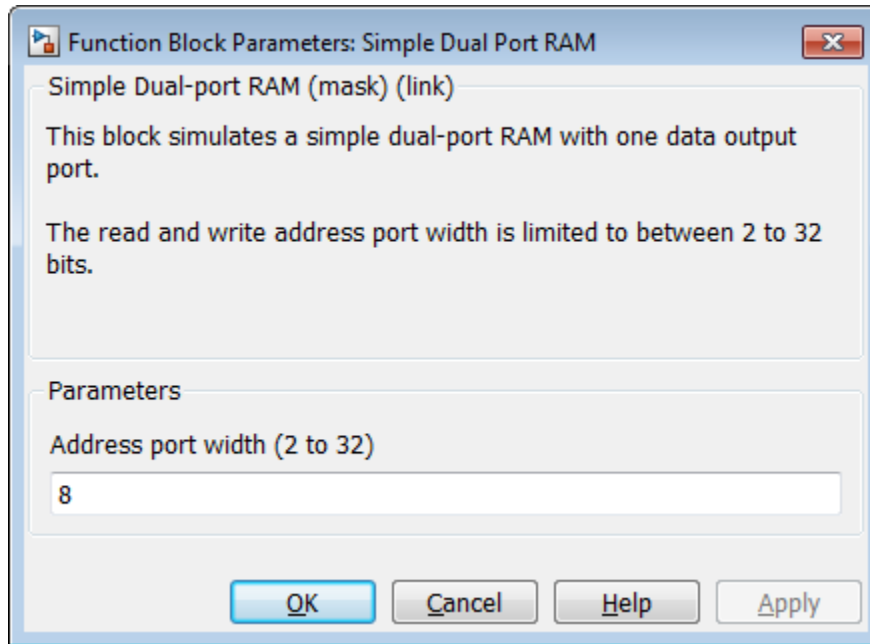 Function Block Parameters: Simple Dual Port RAM
Simple Dual-port RAM (mask) (link)
This block simulates a simple dual-port RAM with one data output
port.
The read and write address port width is limited to between 2 to 32
bits.
Parameters
Address port width (2 to 32)
8
OK Cancel Help Apply